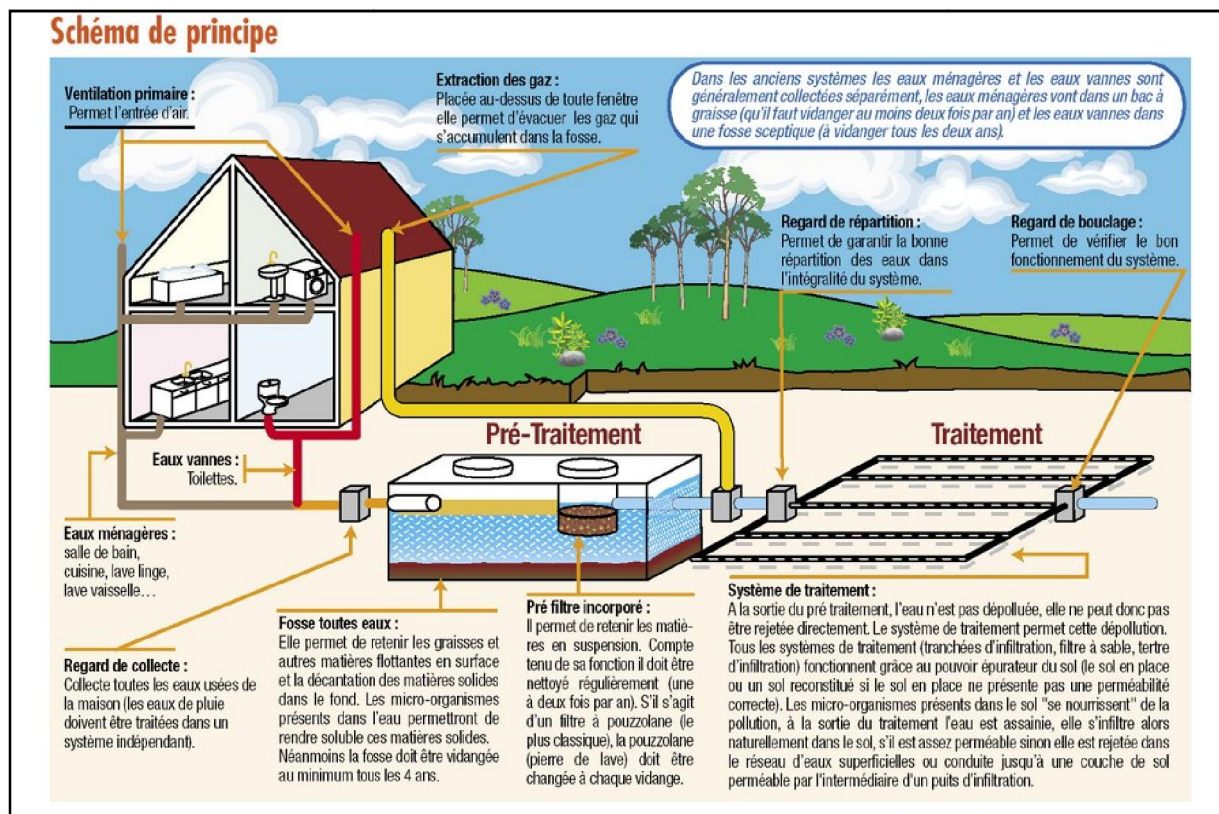 Schéma de principe
Ventilation primaire :
Permet l'entrée d'air.
Extraction des gaz :
Placée au-dessus de toute fenêtre
elle permet d'évacuer les gaz qui
s'accumulent dans la fosse.
Dans les anciens systèmes les eaux ménagères et les eaux vannes sont
généralement collectées séparément, les eaux ménagères vont dans un bac à
graisse (qu'il faut vidanger au moins deux fois par an) et les eaux vannes dans
une fosse sceptique (à vidanger tous les deux ans).
Regard de répartition :
Permet de garantir la bonne
répartition des eaux dans
l'intégralité du système.
Regard de bouclage :
Permet de vérifier le bon
fonctionnement du système.
Pré-Traitement
Traitement
Eaux vannes :
Toilettes.
Eaux ménagères :
salle de bain,
cuisine, lave linge,
lave vaisselle…
Regard de collecte :
Collecte toutes les eaux usées de
la maison (les eaux de pluie
doivent être traitées dans un
système indépendant).
Fosse toutes eaux :
Elle permet de retenir les graisses et
autres matières flottantes en surface
et la décantation des matières solides
dans le fond. Les micro-organismes
présents dans l'eau permettront de
rendre soluble ces matières solides.
Néanmoins la fosse doit être vidangée
au minimum tous les 4 ans.
Pré filtre incorporé :
Il permet de retenir les matiè-
res en suspension. Compte
tenu de sa fonction il doit être
nettoyé régulièrement (une
à deux fois par an). S'il s'agit
d'un filtre à pouzzolane (le
plus classique), la pouzzolane
(pierre de lave) doit être
changée à chaque vidange.
Système de traitement :
A la sortie du pré traitement, l'eau n'est pas dépolluée, elle ne peut donc pas
être rejetée directement. Le système de traitement permet cette dépollution.
Tous les systèmes de traitement (tranchées d'infiltration, filtre à sable, tertre
d'infiltration) fonctionnent grâce au pouvoir épurateur du sol (le sol en place
ou un sol reconstitué si le sol en place ne présente pas une perméabilité
correcte). Les micro-organismes présents dans le sol "se nourrissent" de la
pollution, à la sortie du traitement l'eau est assainie, elle s'infiltre alors
naturellement dans le sol, s'il est assez perméable sinon elle est rejetée dans
le réseau d'eaux superficielles ou conduite jusqu'à une couche de sol
perméable par l'intermédiaire d'un puits d'infiltration.